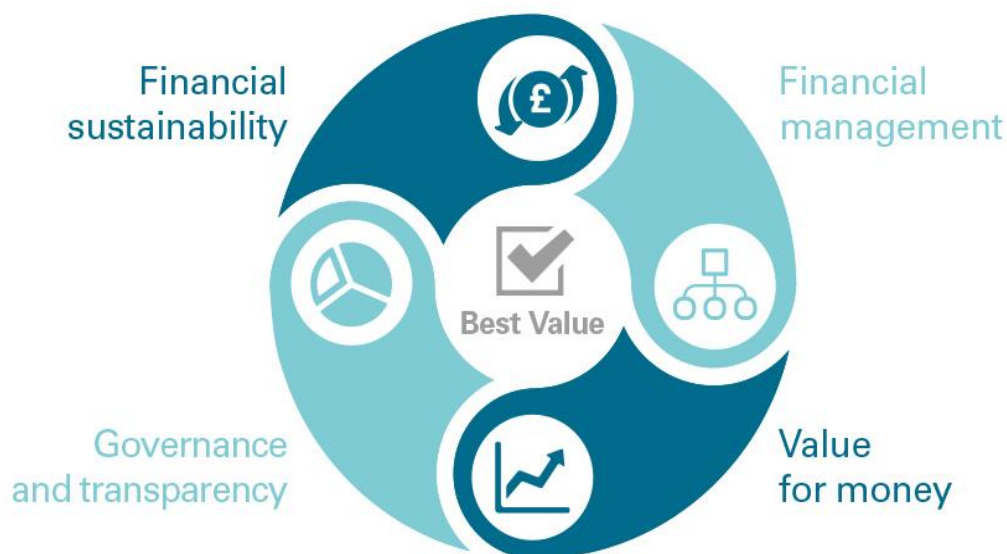 Financial
sustainability
Financial
management
£
Best Value
Governance
and transparency
Value
for money